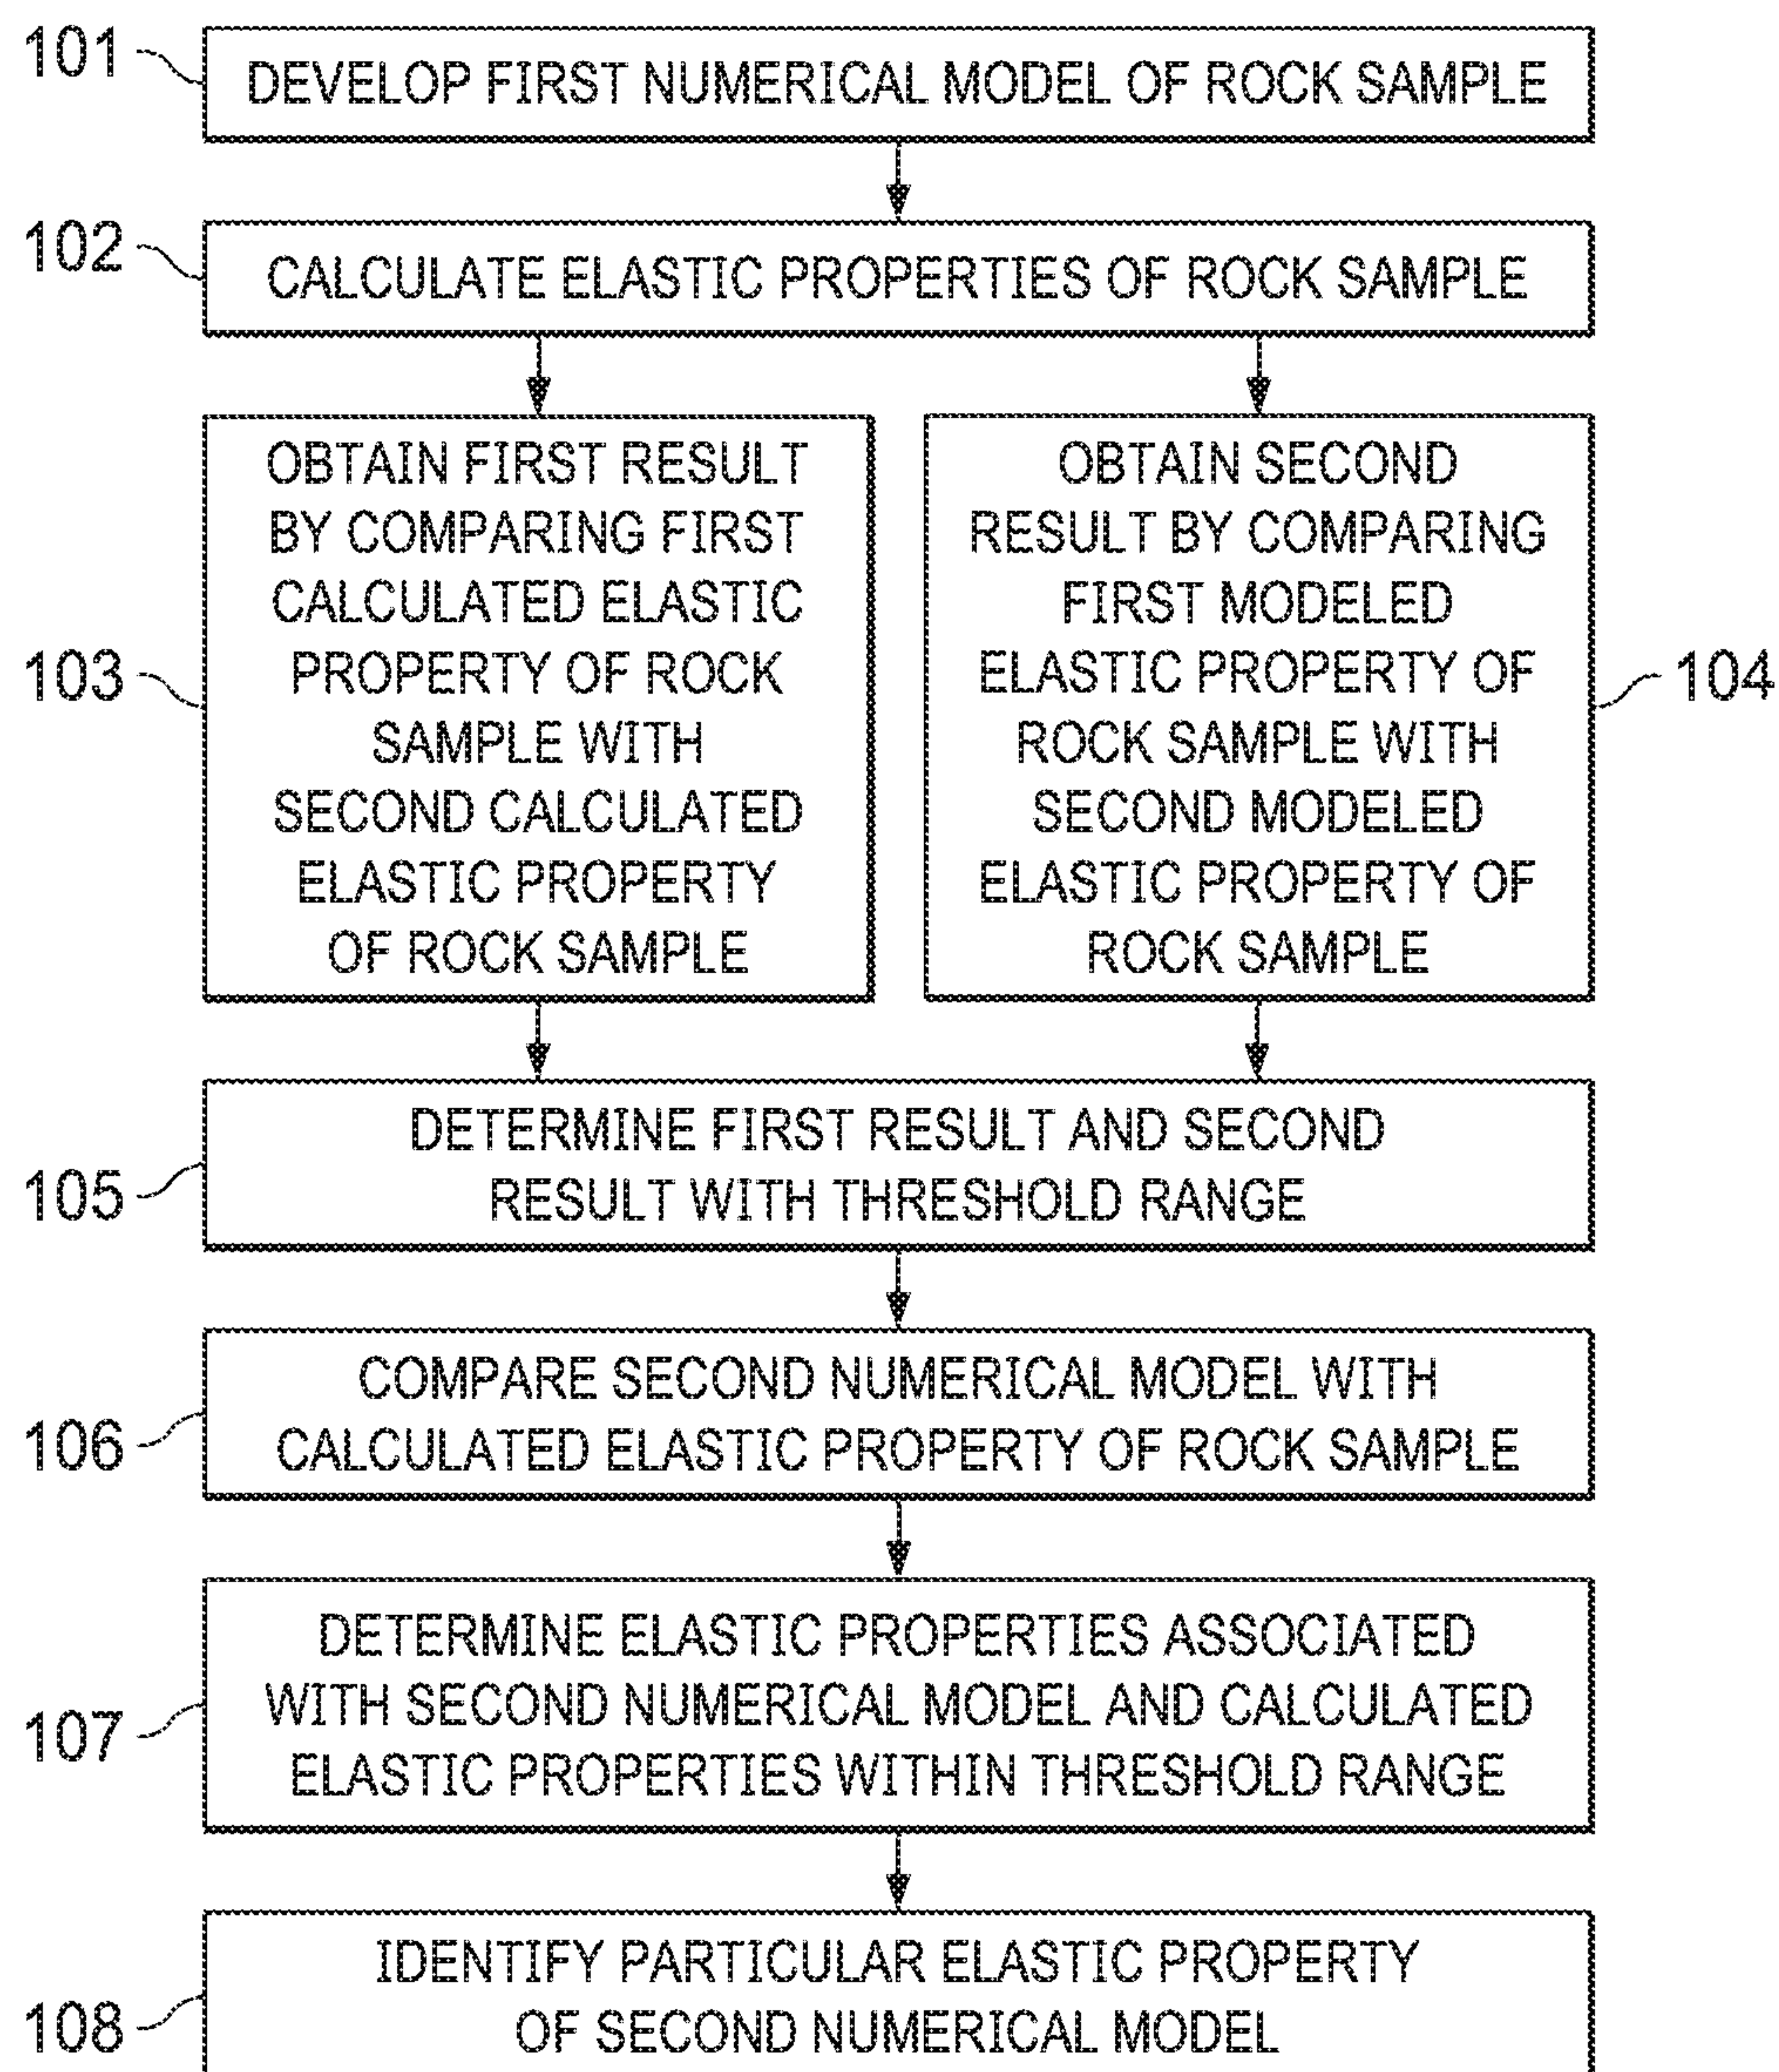 101
DEVELOP FIRST NUMERICAL MODEL OF ROCK SAMPLE
102
CALCULATE ELASTIC PROPERTIES OF ROCK SAMPLE
103
OBTAIN FIRST RESULT
BY COMPARING FIRST
CALCULATED ELASTIC
PROPERTY OF ROCK
SAMPLE WITH
SECOND CALCULATED
ELASTIC PROPERTY
OF ROCK SAMPLE
OBTAIN SECOND
RESULT BY COMPARING
FIRST MODELED
ELASTIC PROPERTY OF
ROCK SAMPLE WITH
SECOND MODELED
ELASTIC PROPERTY OF
ROCK SAMPLE
104
105
DETERMINE FIRST RESULT AND SECOND
RESULT WITH THRESHOLD RANGE
106
COMPARE SECOND NUMERICAL MODEL WITH
CALCULATED ELASTIC PROPERTY OF ROCK SAMPLE
107
DETERMINE ELASTIC PROPERTIES ASSOCIATED
WITH SECOND NUMERICAL MODEL AND CALCULATED
ELASTIC PROPERTIES WITHIN THRESHOLD RANGE
108
IDENTIFY PARTICULAR ELASTIC PROPERTY
OF SECOND NUMERICAL MODEL